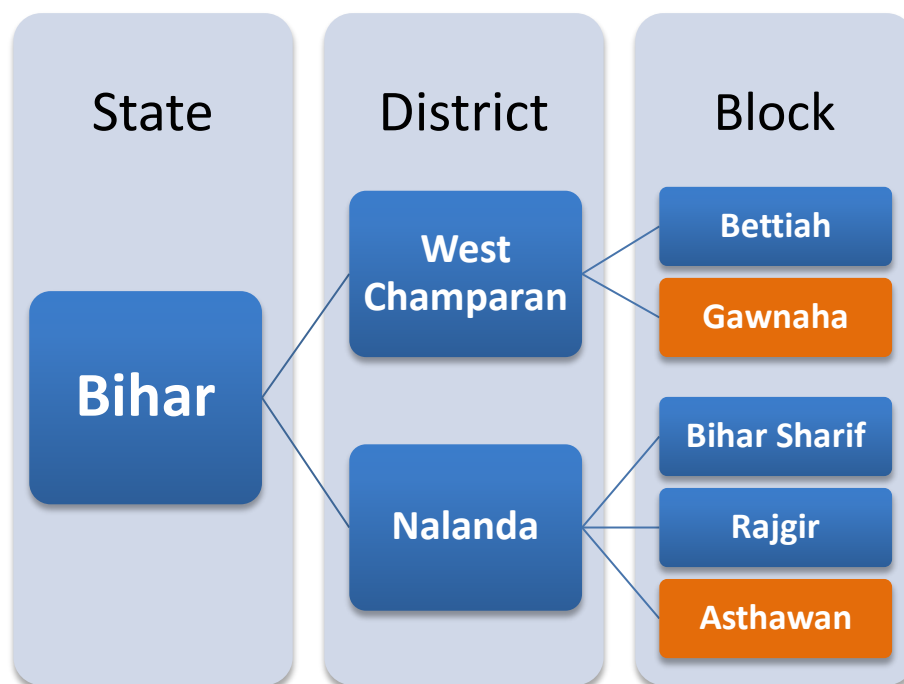 State
District
Block
Bihar
West
Champaran
Nalanda
Bettiah
Gawnaha
Bihar Sharif
Rajgir
Asthawan